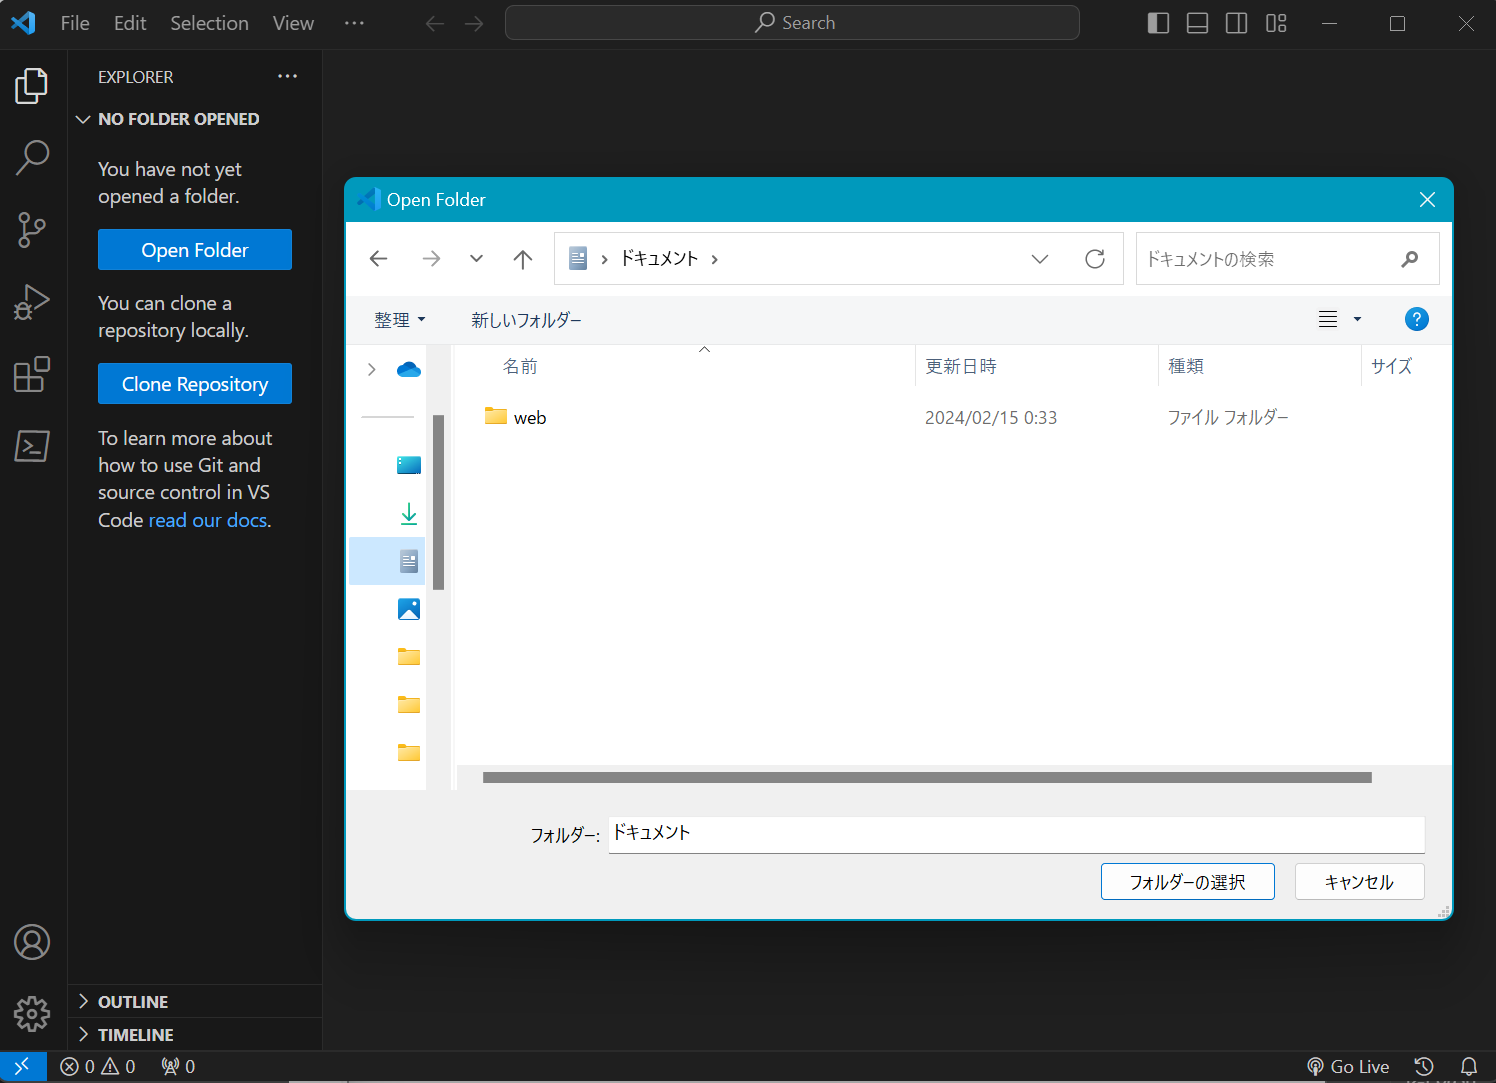 File Edit Selection View ···
Search
EXPLORER ···
NO FOLDER OPENED
You have not yet
opened a folder.
Open Folder
You can clone a
repository locally.
Clone Repository
To learn more about
how to use Git and
source control in VS
Code read our docs.
OUTLINE
TIMELINE
Open Folder
ドキュメント
ドキュメントの検索
整理 新しいフォルダー
名前 更新日時 種類 サイズ
web 2024/02/15 0:33 ファイル フォルダー
フォルダー: ドキュメント
フォルダーの選択 キャンセル
0 0 0 Go Live